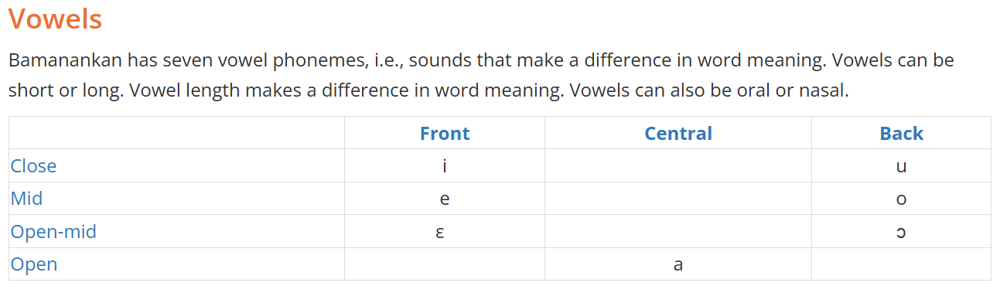 Vowels
Bamanankan has seven vowel phonemes, i.e., sounds that make a difference in word meaning. Vowels can be
short or long. Vowel length makes a difference in word meaning. Vowels can also be oral or nasal.
Front Central Back
Close i u
Mid e o
Open-mid ɛ ɔ
Open a